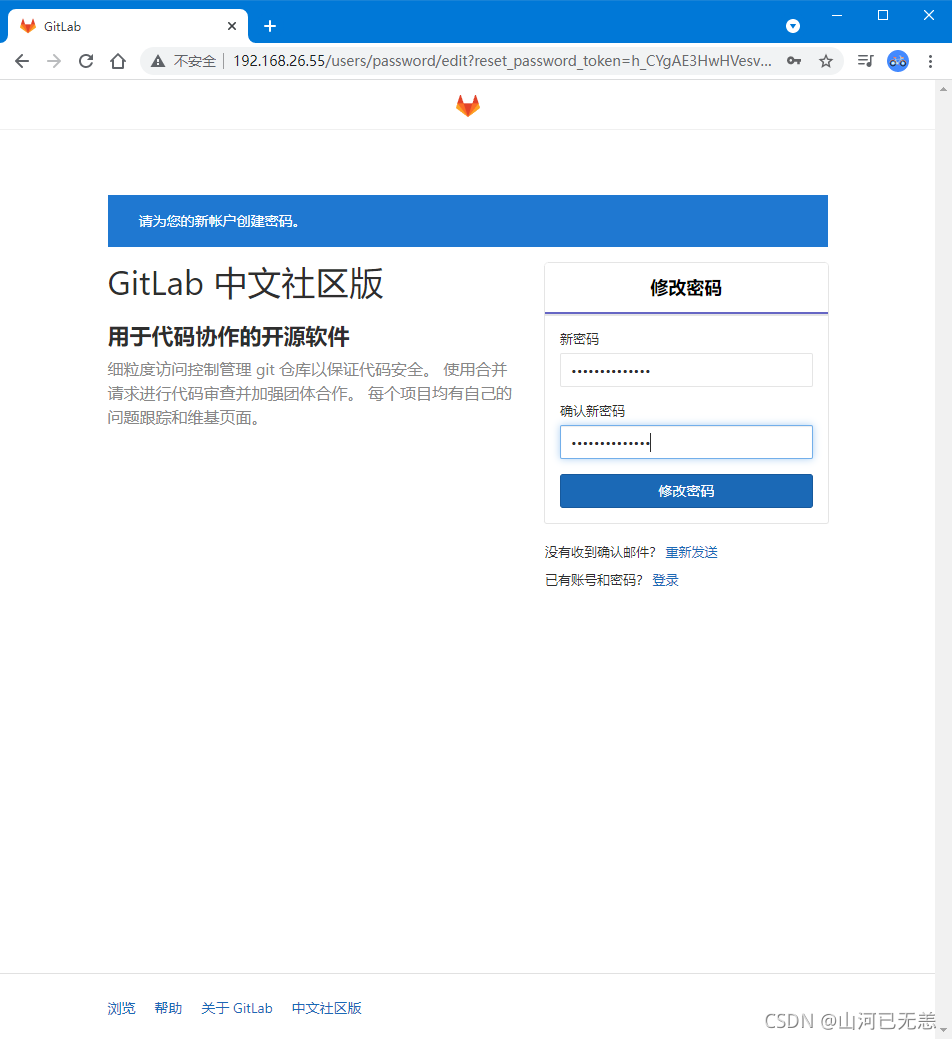 GitLab
不安全
192.168.26.55/users/password/edit?reset_password_token=h_CYgAE3HwHVesv...
请为您的新帐户创建密码。
GitLab 中文社区版
用于代码协作的开源软件
细粒度访问控制管理 git 仓库以保证代码安全。 使用合并
请求进行代码审查并加强团体合作。 每个项目均有自己的
问题跟踪和维基页面。
修改密码
新密码
••••••••••••••
确认新密码
••••••••••••••
修改密码
没有收到确认邮件? 重新发送
已有账号和密码? 登录
浏览 帮助 关于 GitLab 中文社区版
CSDN @山河已无恙